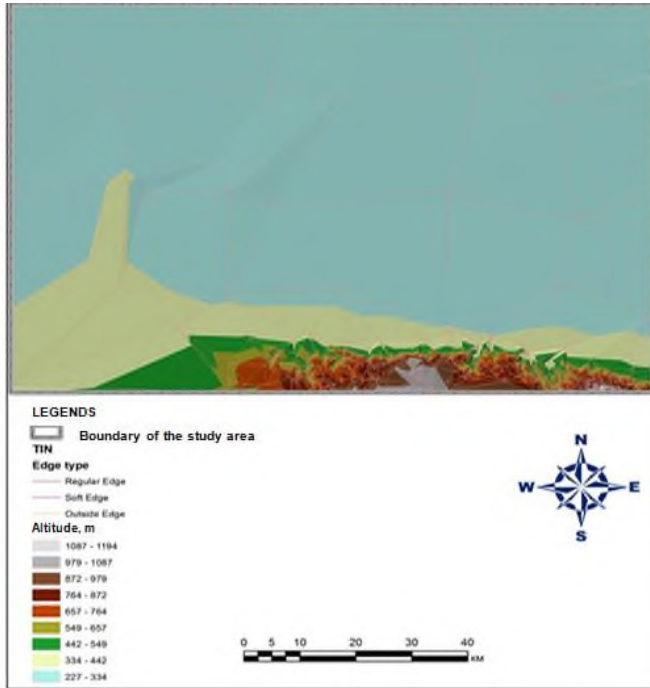 LEGENDS
Boundary of the study area
TIN
Edge type
Regular Edge
Soft Edge
Outside Edge
Altitude, m
1087 - 1194
979 - 1087
872 - 979
764 - 872
657 - 764
549 - 657
442 - 549
334 - 442
227 - 334
N
W E
S
0 5 10 20 30 40
KM